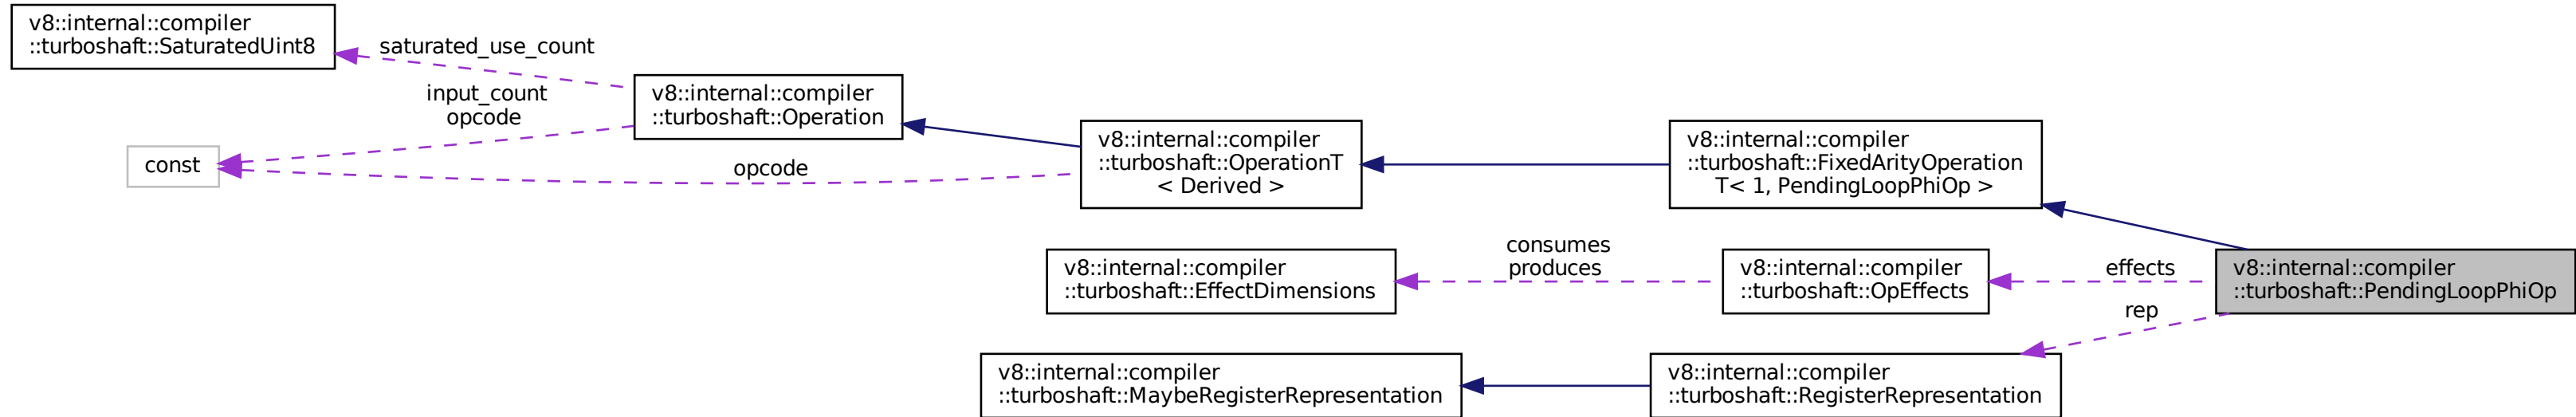 v8::internal::compiler
::turboshaft::SaturatedUint8
saturated_use_count
input_count
opcode
v8::internal::compiler
::turboshaft::Operation
const
opcode
v8::internal::compiler
::turboshaft::OperationT
< Derived >
v8::internal::compiler
::turboshaft::FixedArityOperation
T< 1, PendingLoopPhiOp >
v8::internal::compiler
::turboshaft::EffectDimensions
consumes
produces
v8::internal::compiler
::turboshaft::OpEffects
effects
rep
v8::internal::compiler
::turboshaft::PendingLoopPhiOp
v8::internal::compiler
::turboshaft::MaybeRegisterRepresentation
v8::internal::compiler
::turboshaft::RegisterRepresentation